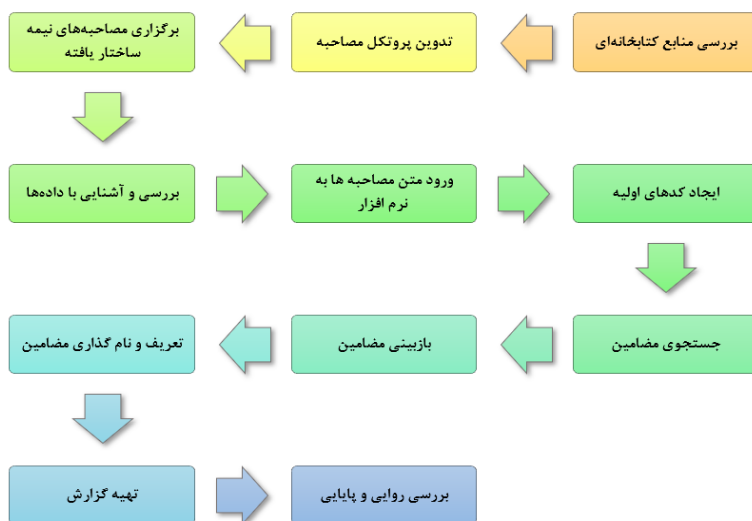 بررسی منابع کتابخانه‌ای
تدوین پروتکل مصاحبه
برگزاری مصاحبه‌های نیمه
ساختار یافته
بررسی و آشنایی با داده‌ها
ورود متن مصاحبه ها به
نرم افزار
ایجاد کدهای اولیه
جستجوی مضامین
بازبینی مضامین
تعریف و نام گذاری مضامین
تهیه گزارش
بررسی روایی و پایایی